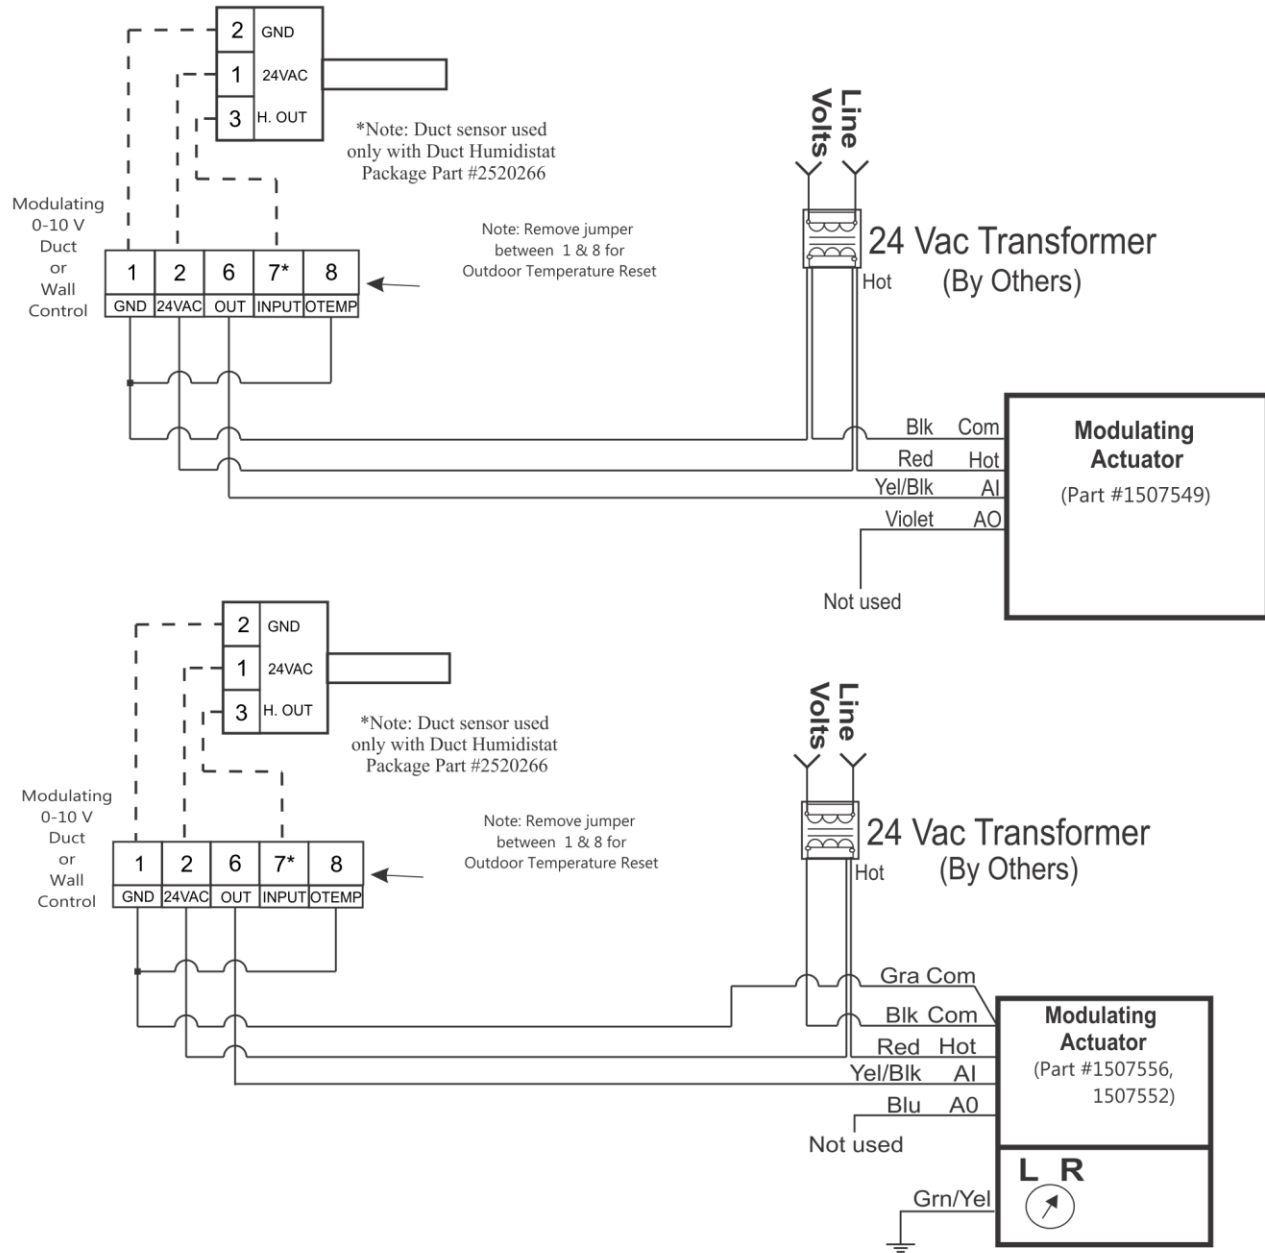 2 GND
1 24VAC
3 H. OUT
*Note: Duct sensor used
only with Duct Humidistat
Package Part #2520266
Modulating
0-10 V
Duct
or
Wall
Control
Note: Remove jumper
between 1 & 8 for
Outdoor Temperature Reset
1 2 6 7* 8
GND 24VAC OUT INPUT OTEMP
Line
Volts
24 Vac Transformer
(By Others)
Hot
Blk Com
Red Hot
Yel/Blk AI
Violet AO
Not used
Modulating
Actuator
(Part #1507549)
2 GND
1 24VAC
3 H. OUT
*Note: Duct sensor used
only with Duct Humidistat
Package Part #2520266
Modulating
0-10 V
Duct
or
Wall
Control
Note: Remove jumper
between 1 & 8 for
Outdoor Temperature Reset
1 2 6 7* 8
GND 24VAC OUT INPUT OTEMP
Line
Volts
24 Vac Transformer
(By Others)
Hot
Gra Com
Blk Com
Red Hot
Yel/Blk AI
Blu A0
Not used
Grn/Yel
Modulating
Actuator
(Part #1507556,
1507552)
L R